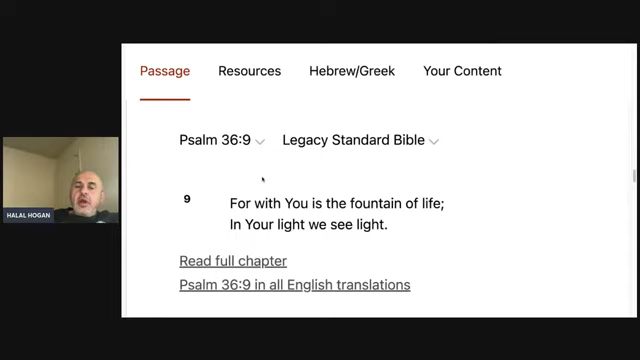 Passage Resources Hebrew/Greek Your Content
Psalm 36:9 Legacy Standard Bible
9 For with You is the fountain of life;
In Your light we see light.
Read full chapter
Psalm 36:9 in all English translations
HALAL HOGAN